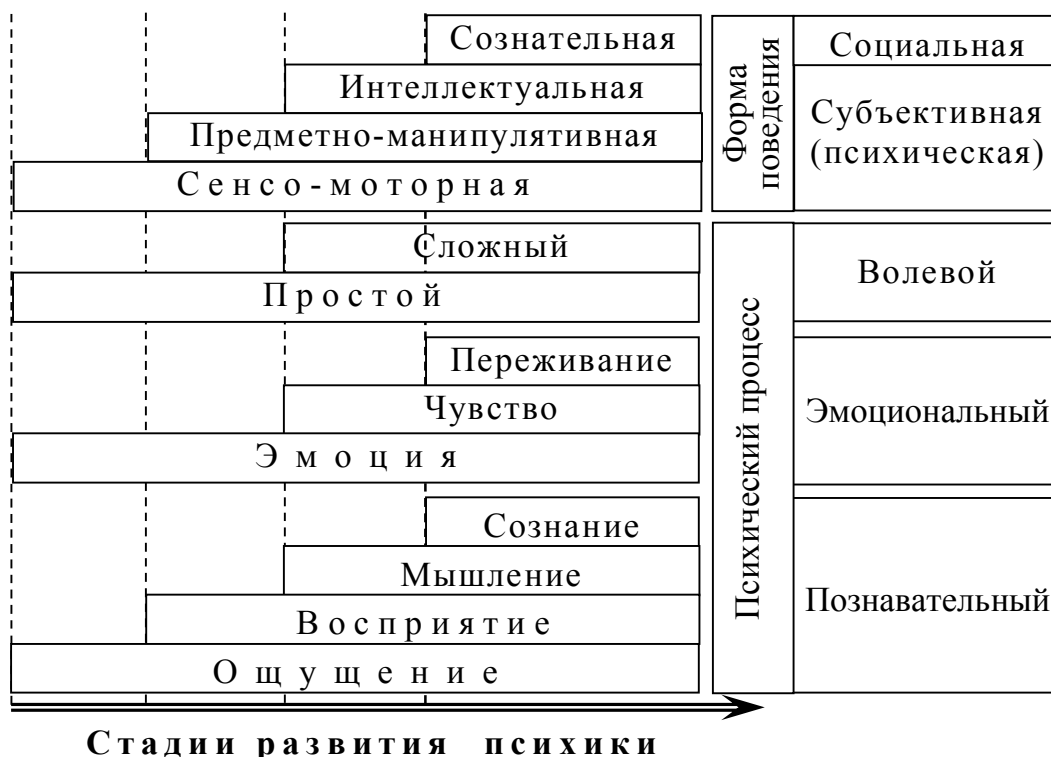 Сознательная
Интеллектуальная
Предметно-манипулятивная
Сенсо-моторная
Форма
поведения
Социальная
Субъективная
(психическая)
Сложный
Простой
Переживание
Чувство
Эмоция
Сознание
Мышление
Восприятие
Ощущение
Психический процесс
Волевой
Эмоциональный
Познавательный
Стадии развития психики